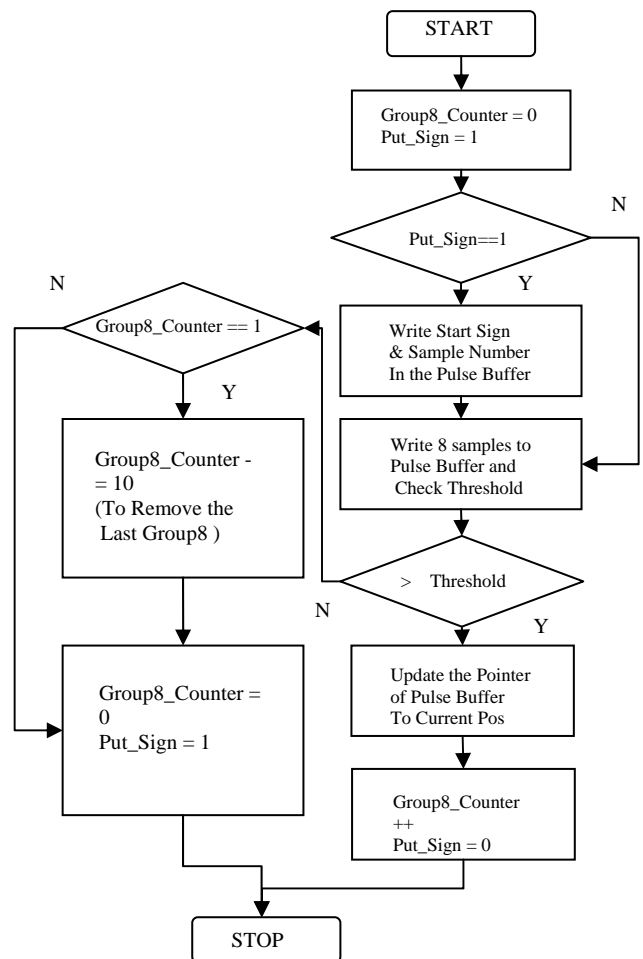 START
Group8_Counter = 0
Put_Sign = 1
N
Put_Sign==1
Y
Write Start Sign
& Sample Number
In the Pulse Buffer
Write 8 samples to
Pulse Buffer and
Check Threshold
> Threshold
N
Y
Update the Pointer
of Pulse Buffer
To Current Pos
Group8_Counter
++
Put_Sign = 0
N
Group8_Counter == 1
Y
Group8_Counter -
= 10
(To Remove the
Last Group8 )
Group8_Counter =
0
Put_Sign = 1
STOP